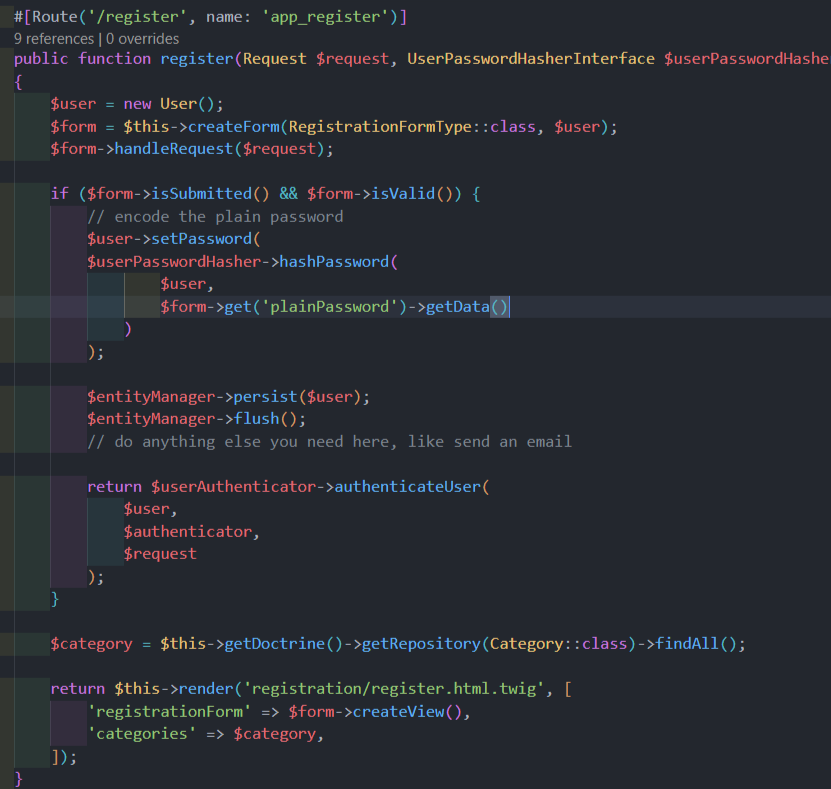 #[Route('/register', name: 'app_register')]
9 references | 0 overrides
public function register(Request $request, UserPasswordHasherInterface $userPasswordHashe
{
$user = new User();
$form = $this->createForm(RegistrationFormType::class, $user);
$form->handleRequest($request);
if ($form->isSubmitted() && $form->isValid()) {
// encode the plain password
$user->setPassword(
$userPasswordHasher->hashPassword(
$user,
$form->get('plainPassword')->getData()
)
);
$entityManager->persist($user);
$entityManager->flush();
// do anything else you need here, like send an email
return $userAuthenticator->authenticateUser(
$user,
$authenticator,
$request
);
}
$category = $this->getDoctrine()->getRepository(Category::class)->findAll();
return $this->render('registration/register.html.twig', [
'registrationForm' => $form->createView(),
'categories' => $category,
]);
}